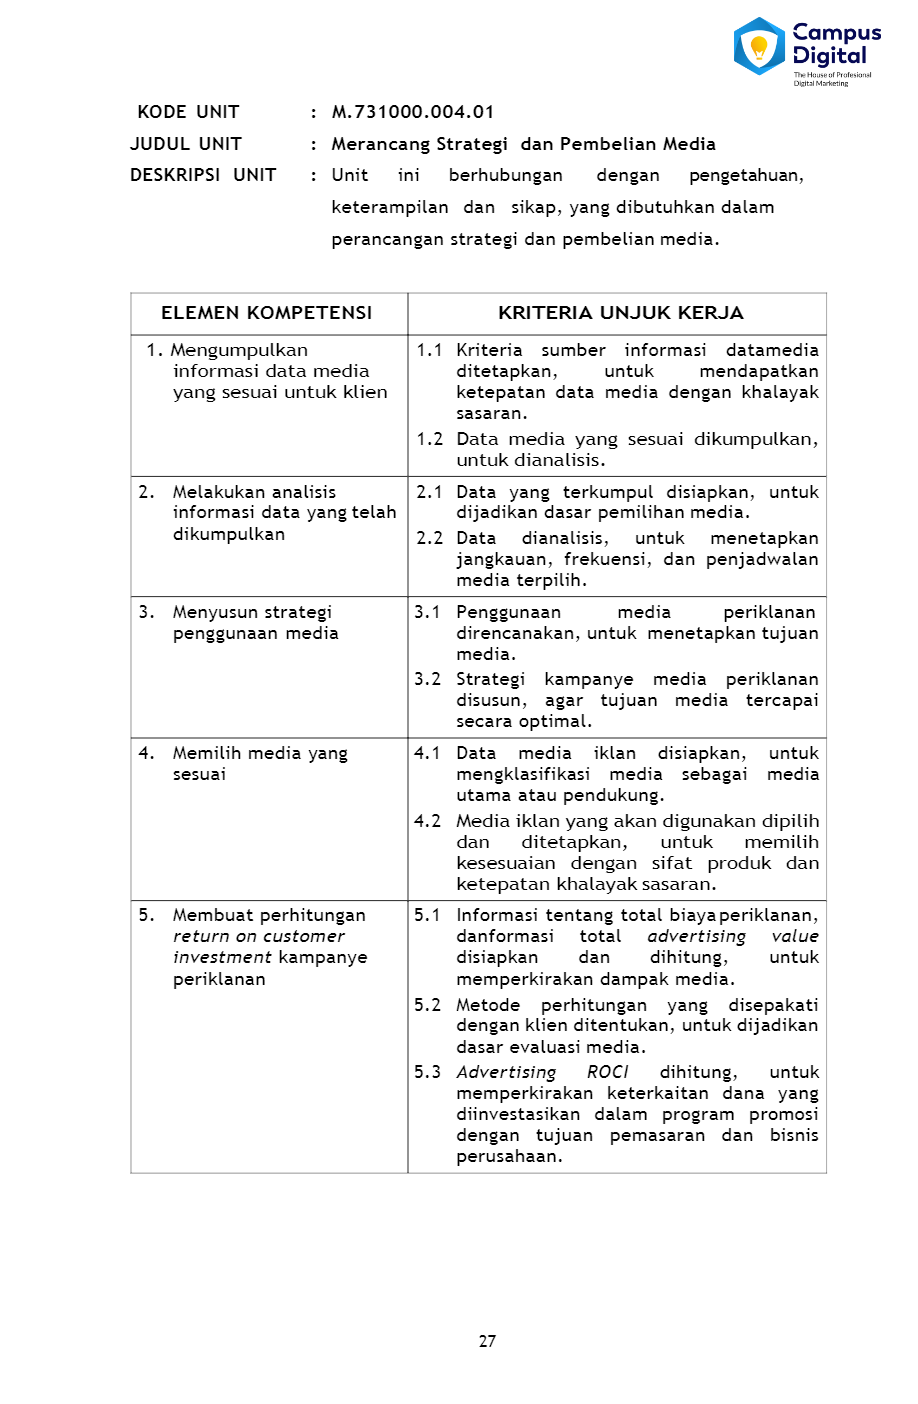 Campus
Digital
The House of Profesional
Digital Marketing
KODE UNIT : M.731000.004.01
JUDUL UNIT : Merancang Strategi dan Pembelian Media
DESKRIPSI UNIT : Unit ini berhubungan dengan pengetahuan,
keterampilan dan sikap, yang dibutuhkan dalam
perancangan strategi dan pembelian media.
ELEMEN KOMPETENSI
KRITERIA UNJUK KERJA
1. Mengumpulkan
informasi data media
yang sesuai untuk klien
1.1 Kriteria sumber informasi datamedia
ditetapkan, untuk mendapatkan
ketepatan data media dengan khalayak
sasaran.
1.2 Data media yang sesuai dikumpulkan,
untuk dianalisis.
2. Melakukan analisis
informasi data yang telah
dikumpulkan
2.1 Data yang terkumpul disiapkan, untuk
dijadikan dasar pemilihan media.
2.2 Data dianalisis, untuk menetapkan
jangkauan, frekuensi, dan penjadwalan
media terpilih.
3. Menyusun strategi
penggunaan media
3.1 Penggunaan media periklanan
direncanakan, untuk menetapkan tujuan
media.
3.2 Strategi kampanye media periklanan
disusun, agar tujuan media tercapai
secara optimal.
4. Memilih media yang
sesuai
4.1 Data media iklan disiapkan, untuk
mengklasifikasi media sebagai media
utama atau pendukung.
4.2 Media iklan yang akan digunakan dipilih
dan ditetapkan, untuk memilih
kesesuaian dengan sifat produk dan
ketepatan khalayak sasaran.
5. Membuat perhitungan
return on customer
investment kampanye
periklanan
5.1 Informasi tentang total biaya periklanan,
danformasi total advertising value
disiapkan dan dihitung, untuk
memperkirakan dampak media.
5.2 Metode perhitungan yang disepakati
dengan klien ditentukan, untuk dijadikan
dasar evaluasi media.
5.3 Advertising ROCI dihitung, untuk
memperkirakan keterkaitan dana yang
diinvestasikan dalam program promosi
dengan tujuan pemasaran dan bisnis
perusahaan.
27